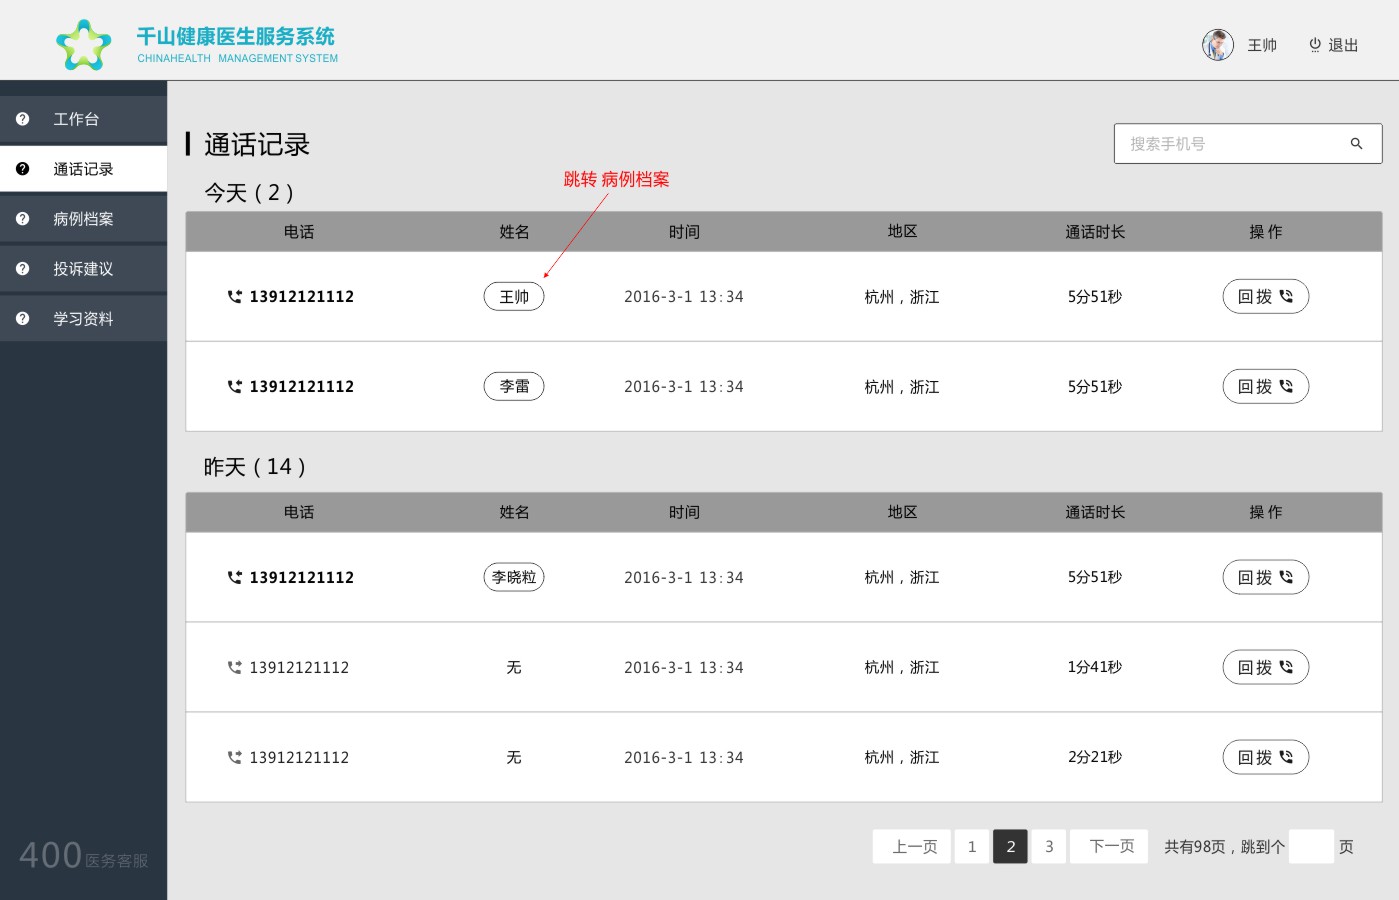 千山健康医生服务系统
CHINAHEALTH MANAGEMENT SYSTEM
王帅
退出
工作台
通话记录
病例档案
投诉建议
学习资料
400医务客服
通话记录
搜索手机号
跳转 病例档案
今天 ( 2 )
电话 姓名 时间 地区 通话时长 操 作
13912121112 王帅 2016-3-1 13:34 杭州，浙江 5分51秒 回 拨
13912121112 李雷 2016-3-1 13:34 杭州，浙江 5分51秒 回 拨
昨天 ( 14 )
电话 姓名 时间 地区 通话时长 操 作
13912121112 李晓粒 2016-3-1 13:34 杭州，浙江 5分51秒 回 拨
13912121112 无 2016-3-1 13:34 杭州，浙江 1分41秒 回 拨
13912121112 无 2016-3-1 13:34 杭州，浙江 2分21秒 回 拨
上一页 1 2 3 下一页 共有98页，跳到个 页